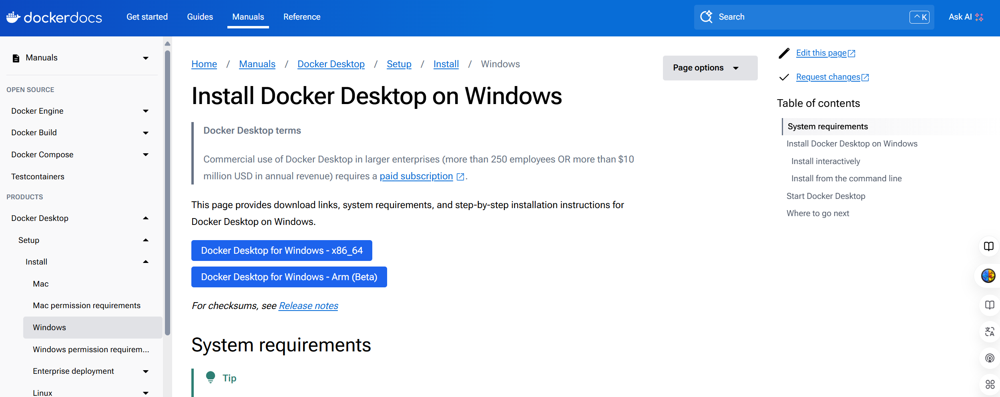 dockerdocs
Get started
Guides
Manuals
Reference
Search
^ K
Ask AI
Manuals
OPEN SOURCE
Docker Engine
Docker Build
Docker Compose
Testcontainers
PRODUCTS
Docker Desktop
Setup
Install
Mac
Mac permission requirements
Windows
Windows permission requirem...
Enterprise deployment
Linux
Home / Manuals / Docker Desktop / Setup / Install / Windows
Page options
Install Docker Desktop on Windows
Docker Desktop terms
Commercial use of Docker Desktop in larger enterprises (more than 250 employees OR more than $10
million USD in annual revenue) requires a paid subscription .
This page provides download links, system requirements, and step-by-step installation instructions for
Docker Desktop on Windows.
Docker Desktop for Windows - x86_64
Docker Desktop for Windows - Arm (Beta)
For checksums, see Release notes
System requirements
Tip
Edit this page
Request changes
Table of contents
System requirements
Install Docker Desktop on Windows
Install interactively
Install from the command line
Start Docker Desktop
Where to go next